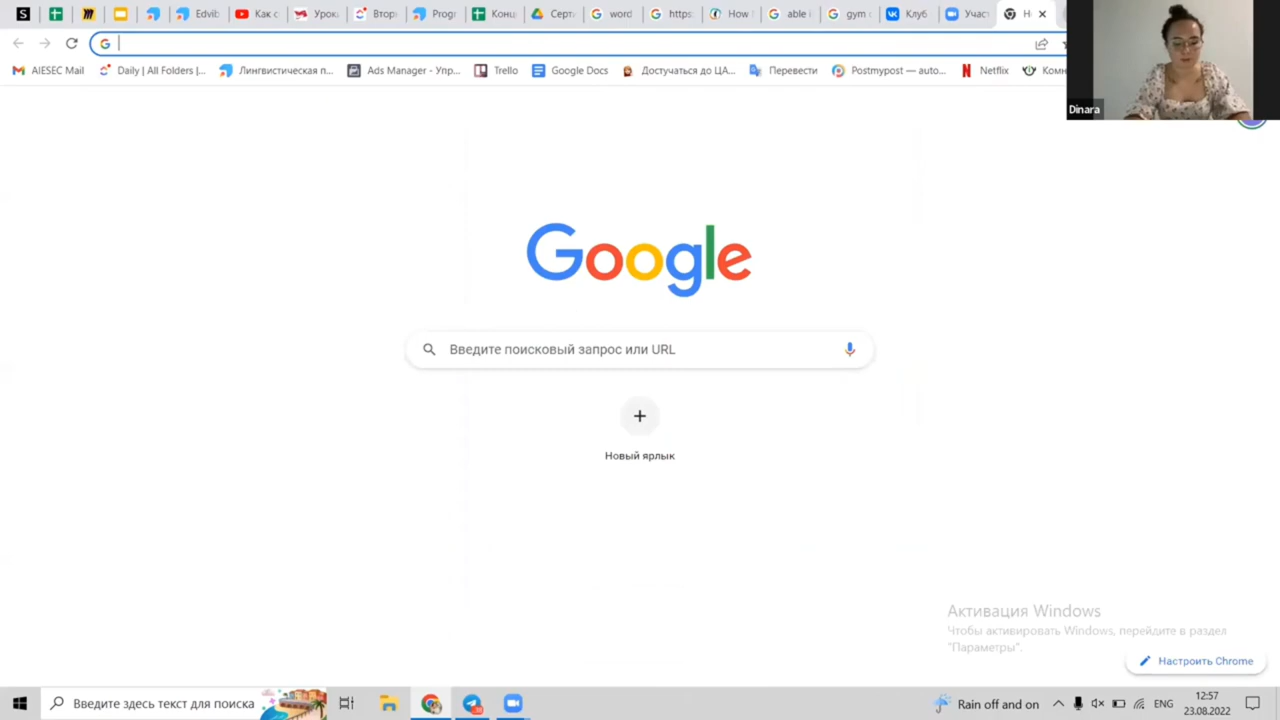 Edvib
Как с
Урок
Втор
Progr
Конц
Серти
word
https:
How
able i
gym c
Клуб
Участ
AIESEC Mail
Daily | All Folders |...
Лингвистическая п...
Ads Manager - Упр...
Trello
Google Docs
Достучаться до ЦА...
Перевести
Postmypost — auto...
Netflix
Комн
Dinara
Google
Введите поисковый запрос или URL
Новый ярлык
Активация Windows
Чтобы активировать Windows, перейдите в раздел
"Параметры".
Настроить Chrome
Введите здесь текст для поиска
Rain off and on
ENG
12:57
23.08.2022